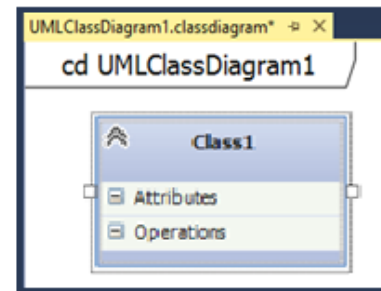 UMLClassDiagram1.classdiagram*
cd UMLClassDiagram1
Class1
Attributes
Operations